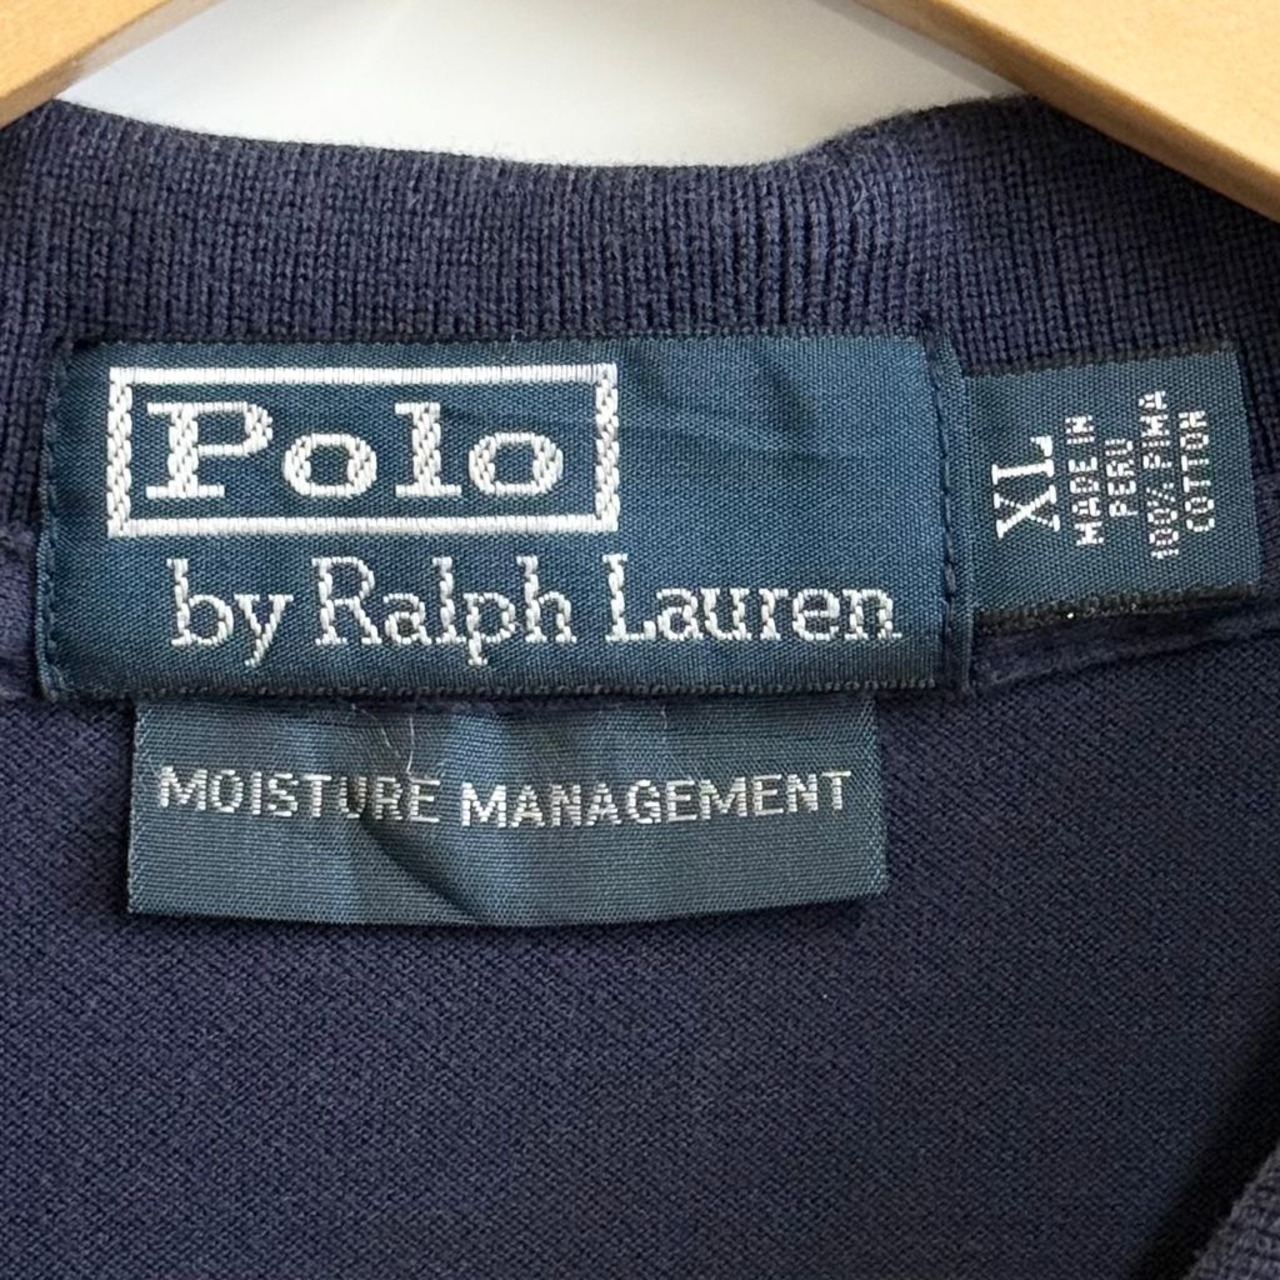 Polo
by Ralph Lauren
XL
MADE IN
PERU
100% PIMA
COTTON
MOISTURE MANAGEMENT